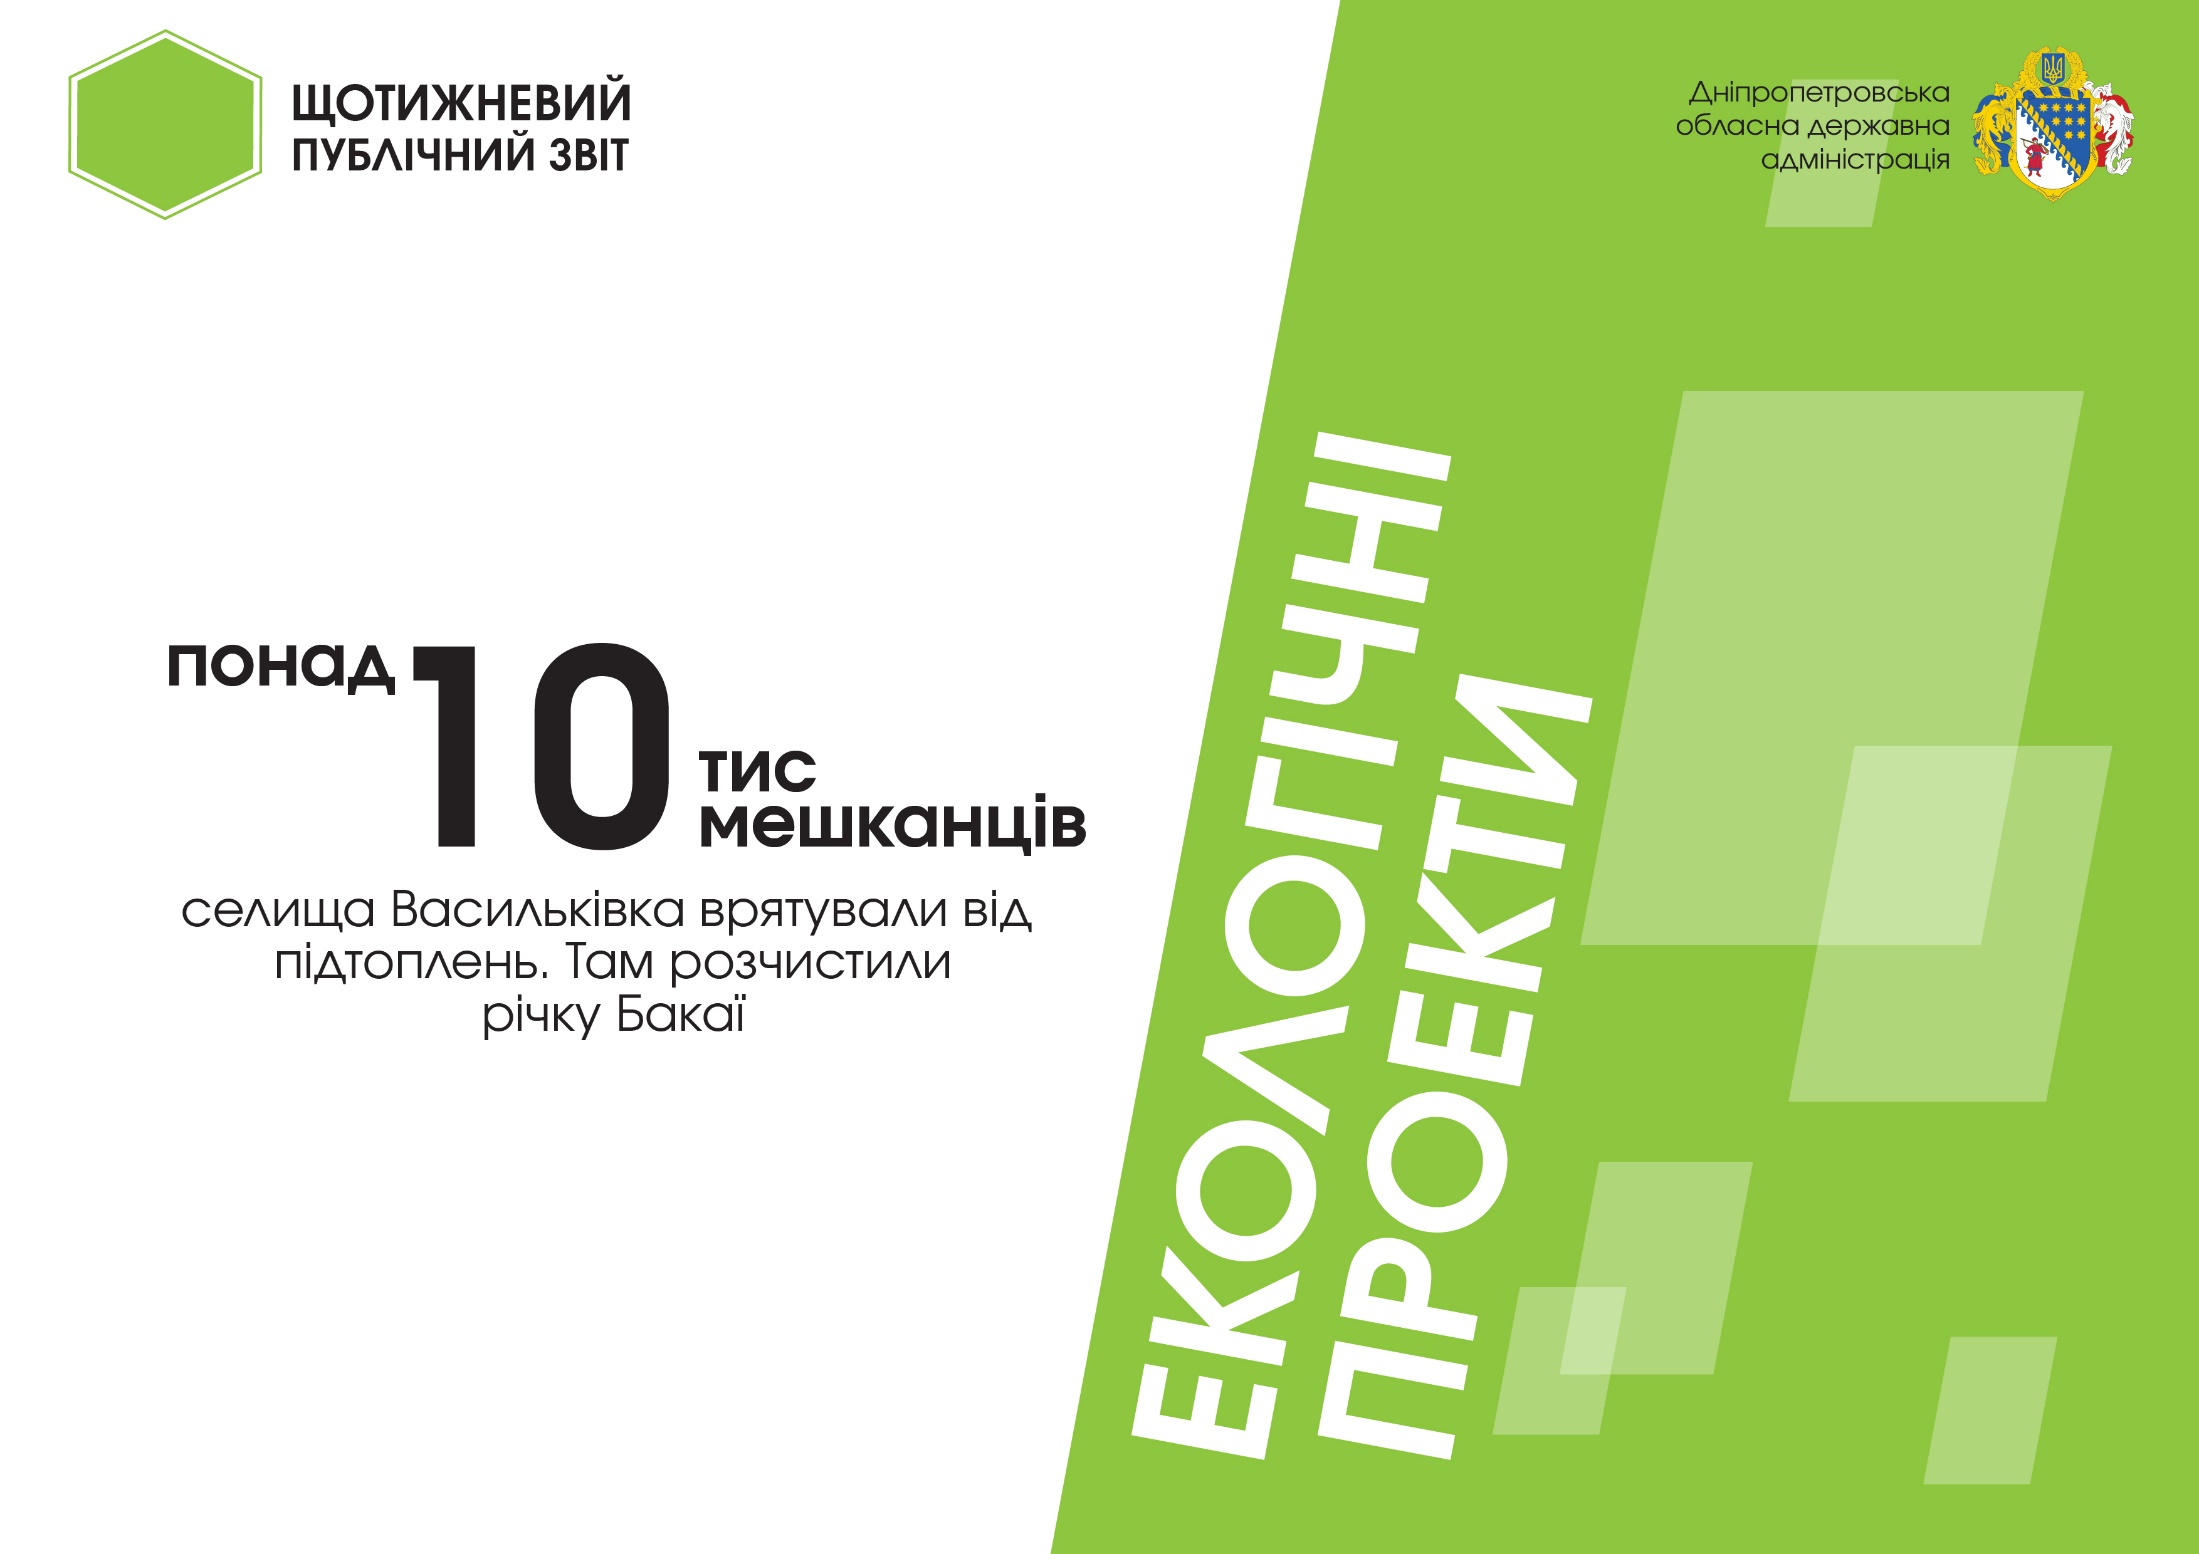 ЩОТИЖНЕВИЙ
ПУБЛІЧНИЙ ЗВІТ
Дніпропетровська
обласна державна
адміністрація
понад 10 тис
мешканців
селища Васильківка врятували від
підтоплень. Там розчистили
річку Бакаї
ЕКОЛОГІЧНІ
ПРОЕКТИ